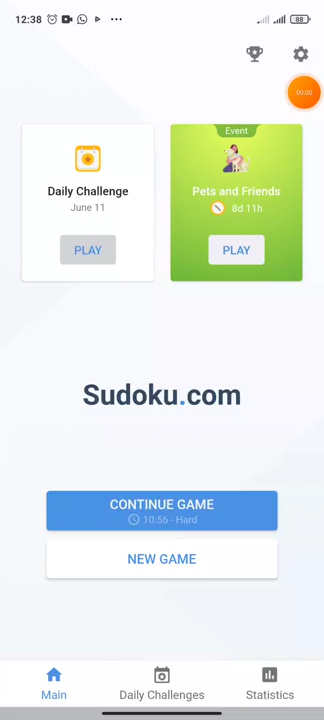 12:38
88
00:00
Event
Daily Challenge
June 11
PLAY
Pets and Friends
8d 11h
PLAY
Sudoku.com
CONTINUE GAME
10:56 - Hard
NEW GAME
Main
Daily Challenges
Statistics